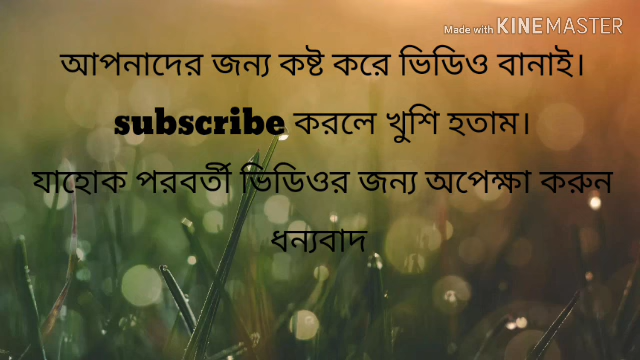 Made with KINEMASTER
আপনাদের জন্য কষ্ট করে ভিডিও বানাই।
subscribe করলে খুশি হতাম।
যাহোক পরবর্তী ভিডিওর জন্য অপেক্ষা করুন
ধন্যবাদ